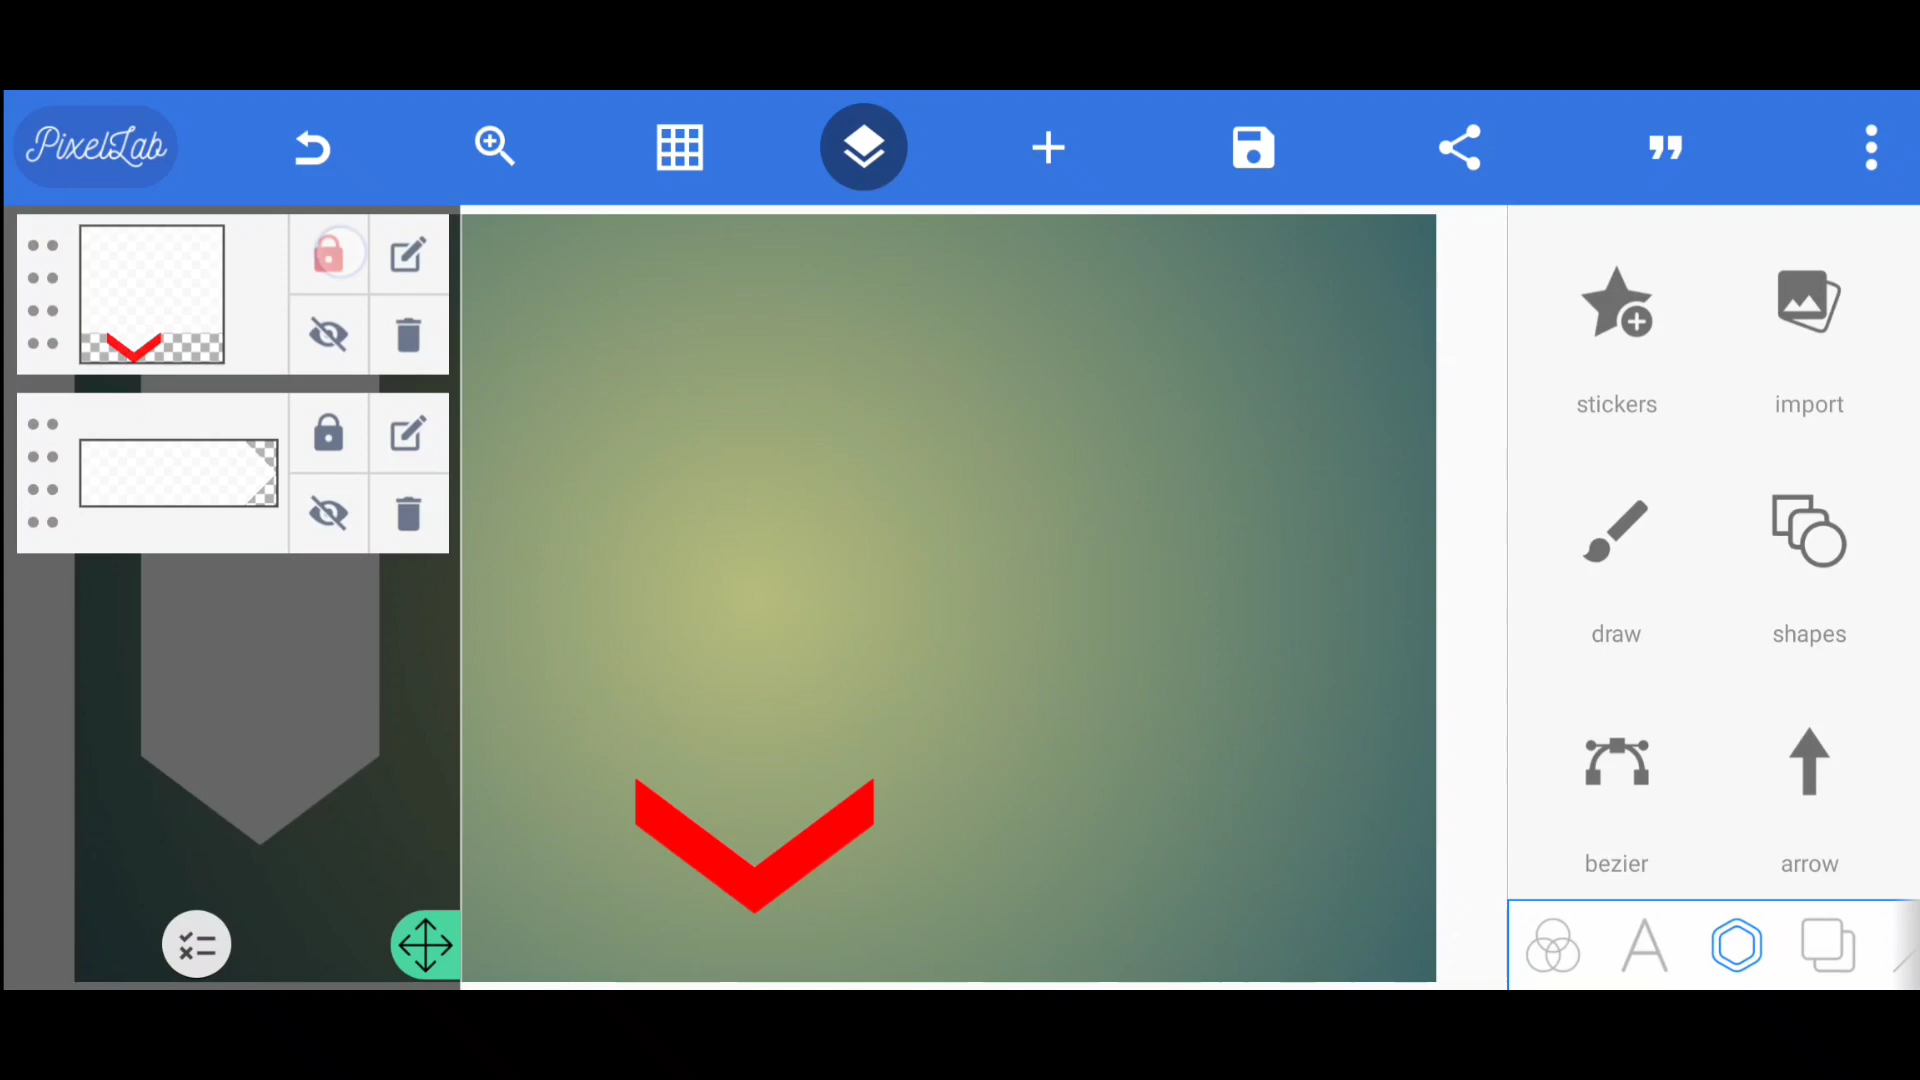 PixelLab
stickers
import
draw
shapes
bezier
arrow